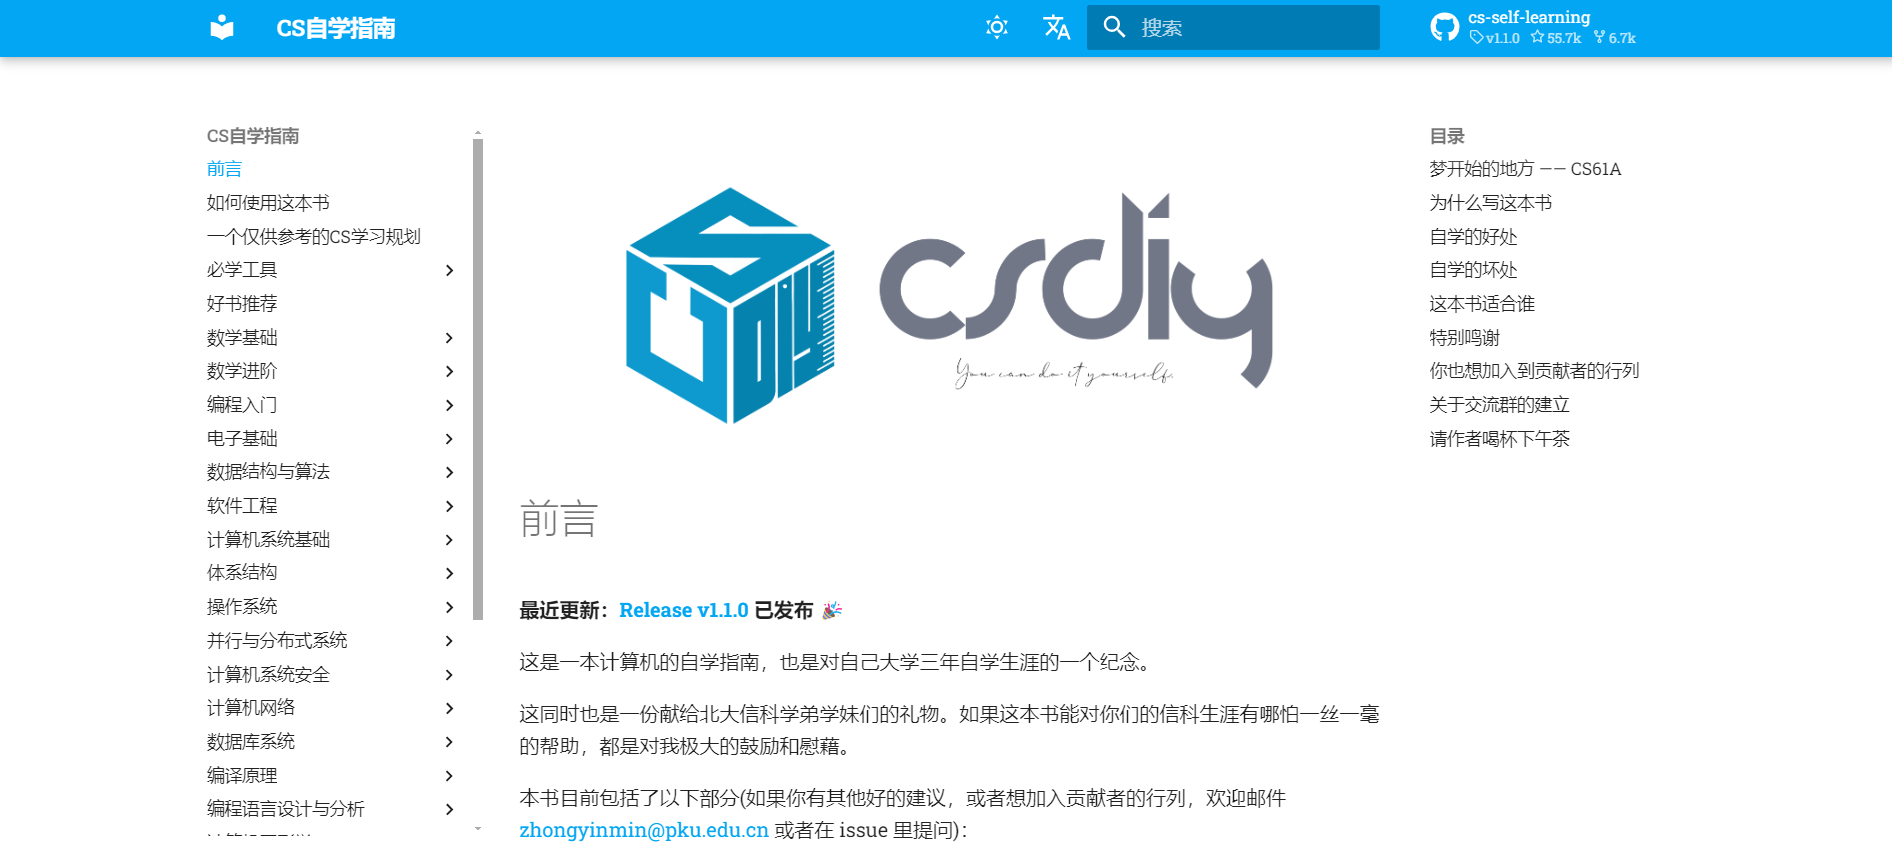 CS自学指南
搜索
cs-self-learning
v1.1.0 55.7k 6.7k
CS自学指南
前言
如何使用这本书
一个仅供参考的CS学习规划
必学工具
好书推荐
数学基础
数学进阶
编程入门
电子基础
数据结构与算法
软件工程
计算机系统基础
体系结构
操作系统
并行与分布式系统
计算机系统安全
计算机网络
数据库系统
编译原理
编程语言设计与分析
CSDIY
csdiy
You can do it yourself.
前言
最近更新：Release v1.1.0 已发布 🎉
这是一本计算机的自学指南，也是对自己大学三年自学生涯的一个纪念。
这同时也是一份献给北大信科学弟学妹们的礼物。如果这本书能对你们的信科生涯有哪怕一丝一毫
的帮助，都是对我极大的鼓励和慰藉。
本书目前包括了以下部分(如果你有其他好的建议，或者想加入贡献者的行列，欢迎邮件
zhongyinmin@pku.edu.cn 或者在 issue 里提问)：
目录
梦开始的地方 —— CS61A
为什么写这本书
自学的好处
自学的坏处
这本书适合谁
特别鸣谢
你也想加入到贡献者的行列
关于交流群的建立
请作者喝杯下午茶